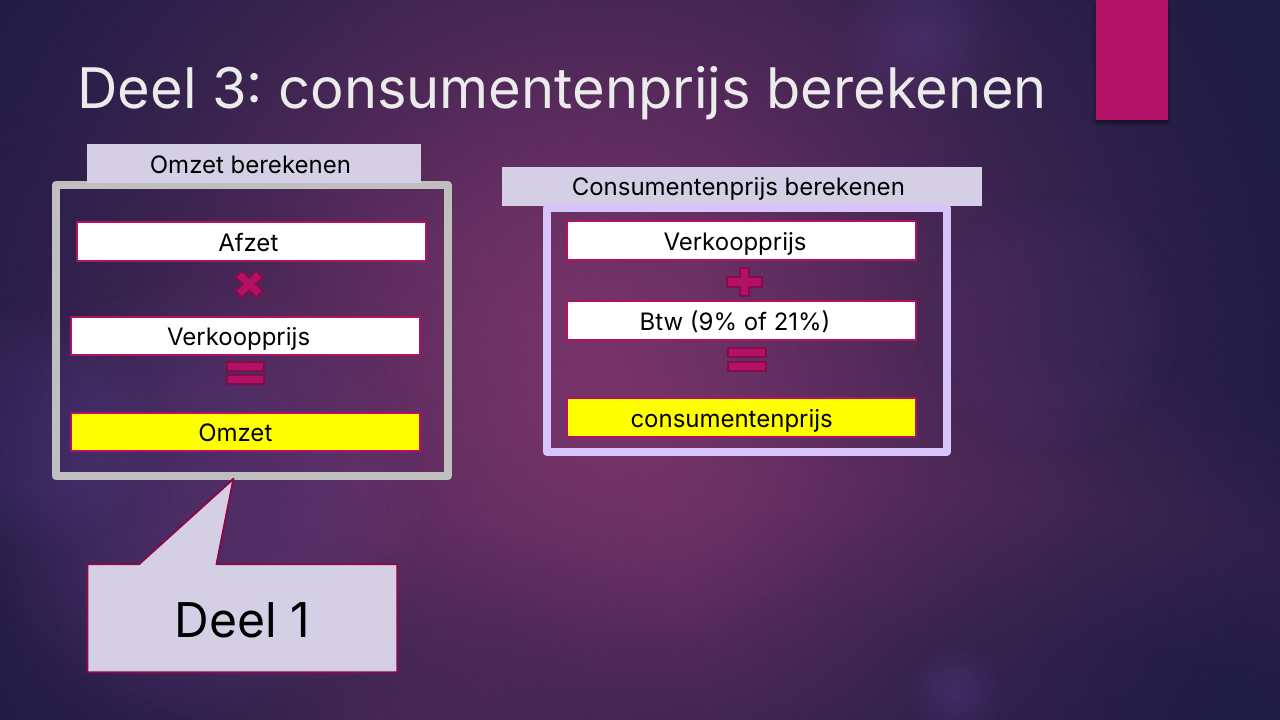 Deel 3: consumentenprijs berekenen
Omzet berekenen
Afzet
Verkoopprijs
Omzet
Consumentenprijs berekenen
Verkoopprijs
Btw (9% of 21%)
consumentenprijs
Deel 1